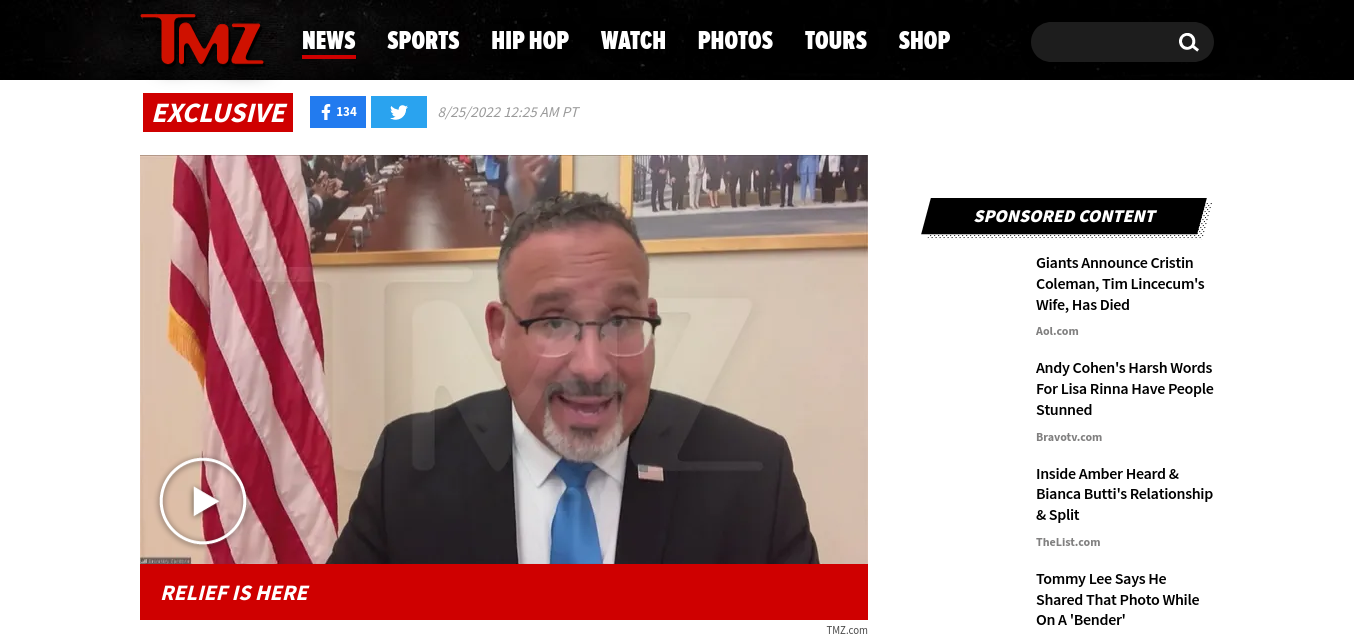 TMZ
NEWS SPORTS HIP HOP WATCH PHOTOS TOURS SHOP
EXCLUSIVE
134
8/25/2022 12:25 AM PT
TMZ
RELIEF IS HERE
TMZ.com
SPONSORED CONTENT
Giants Announce Cristin
Coleman, Tim Lincecum's
Wife, Has Died
Aol.com
Andy Cohen's Harsh Words
For Lisa Rinna Have People
Stunned
Bravotv.com
Inside Amber Heard &
Bianca Butti's Relationship
& Split
TheList.com
Tommy Lee Says He
Shared That Photo While
On A 'Bender'